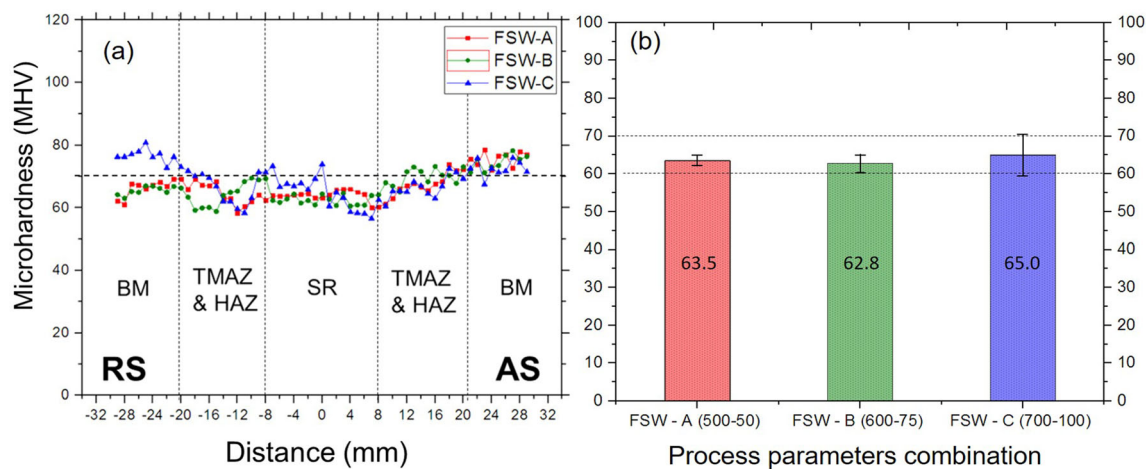 (a)
FSW-A
FSW-B
FSW-C
Microhardness (MHV)
120
100
80
60
40
20
0
BM
TMAZ
& HAZ
SR
TMAZ
& HAZ
BM
RS
AS
-32 -28 -24 -20 -16 -12 -8 -4 0 4 8 12 16 20 24 28 32
Distance (mm)
(b)
100
90
80
70
60
50
40
30
20
10
0
63.5
62.8
65.0
100
90
80
70
60
50
40
30
20
10
0
FSW - A (500-50) FSW - B (600-75) FSW - C (700-100)
Process parameters combination